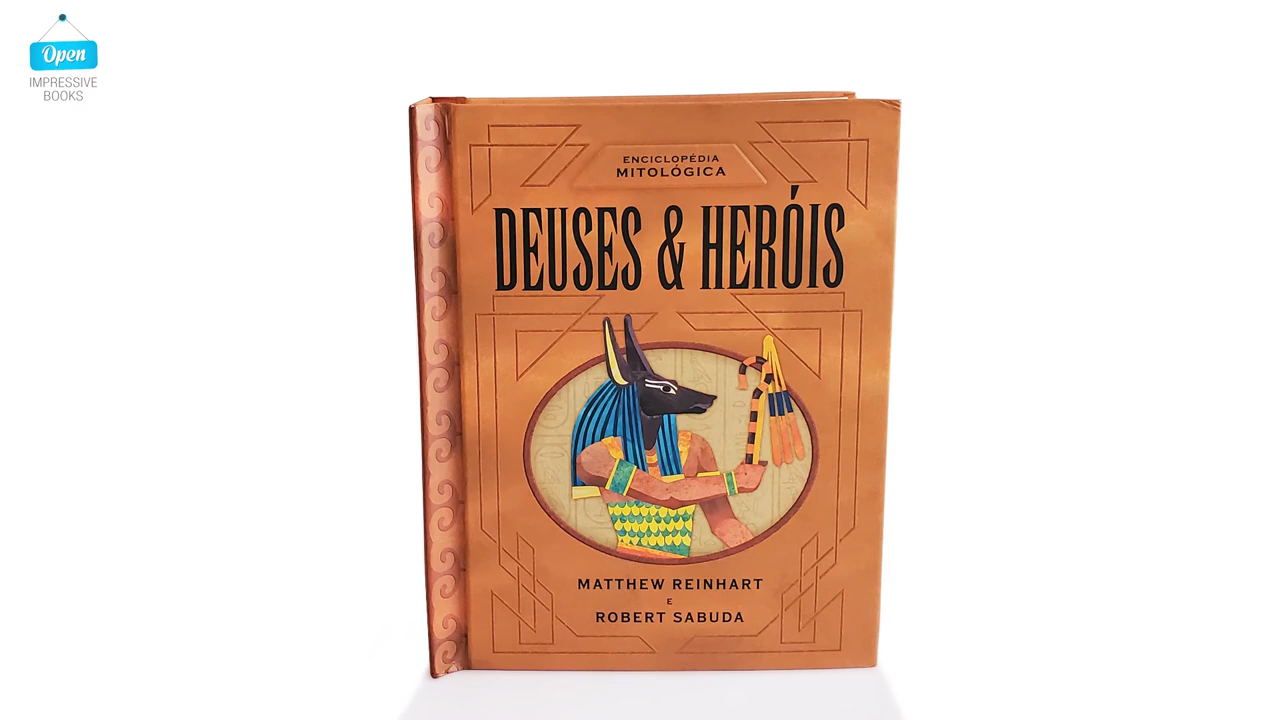 Open
IMPRESSIVE
BOOKS
ENCICLOPÉDIA
MITOLÓGICA
DEUSES & HERÓIS
MATTHEW REINHART
E
ROBERT SABUDA